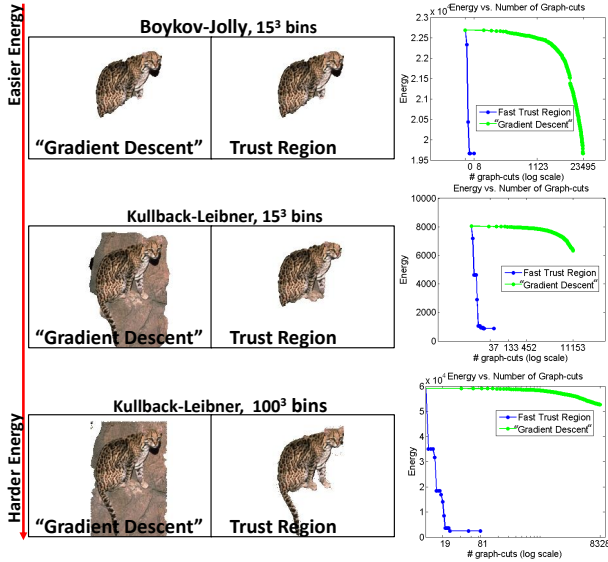 Easier Energy
Boykov-Jolly, 15³ bins
"Gradient Descent"
Trust Region
2.3 x 10
Energy vs. Number of Graph-cuts
2.25
2.2
2.15
2.1
2.05
2
1.95
Energy
Fast Trust Region
"Gradient Descent"
0 8 1123 23495
# graph-cuts (log scale)
Kullback-Leibner, 15³ bins
"Gradient Descent"
Trust Region
Energy vs. Number of Graph-cuts
10000
8000
6000
4000
2000
0
Energy
Fast Trust Region
"Gradient Descent"
37 133 452 11153
# graph-cuts (log scale)
Harder Energy
Kullback-Leibner, 100³ bins
"Gradient Descent"
Trust Region
6 x 10⁴ Energy vs. Number of Graph-cuts
5
4
3
2
1
0
Energy
Fast Trust Region
"Gradient Descent"
19 81 8328
# graph-cuts (log scale)